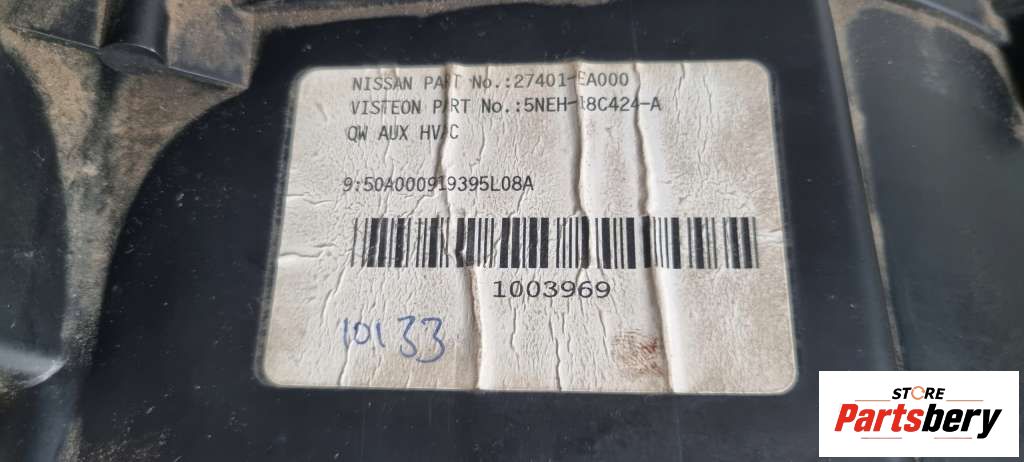 NISSAN PART No.:27401-EA000
VISTEON PART No.:5NEH-18C424-A
QW AUX HVAC
9:50A000919395L08A
1003969
10133
STORE
Partsbery